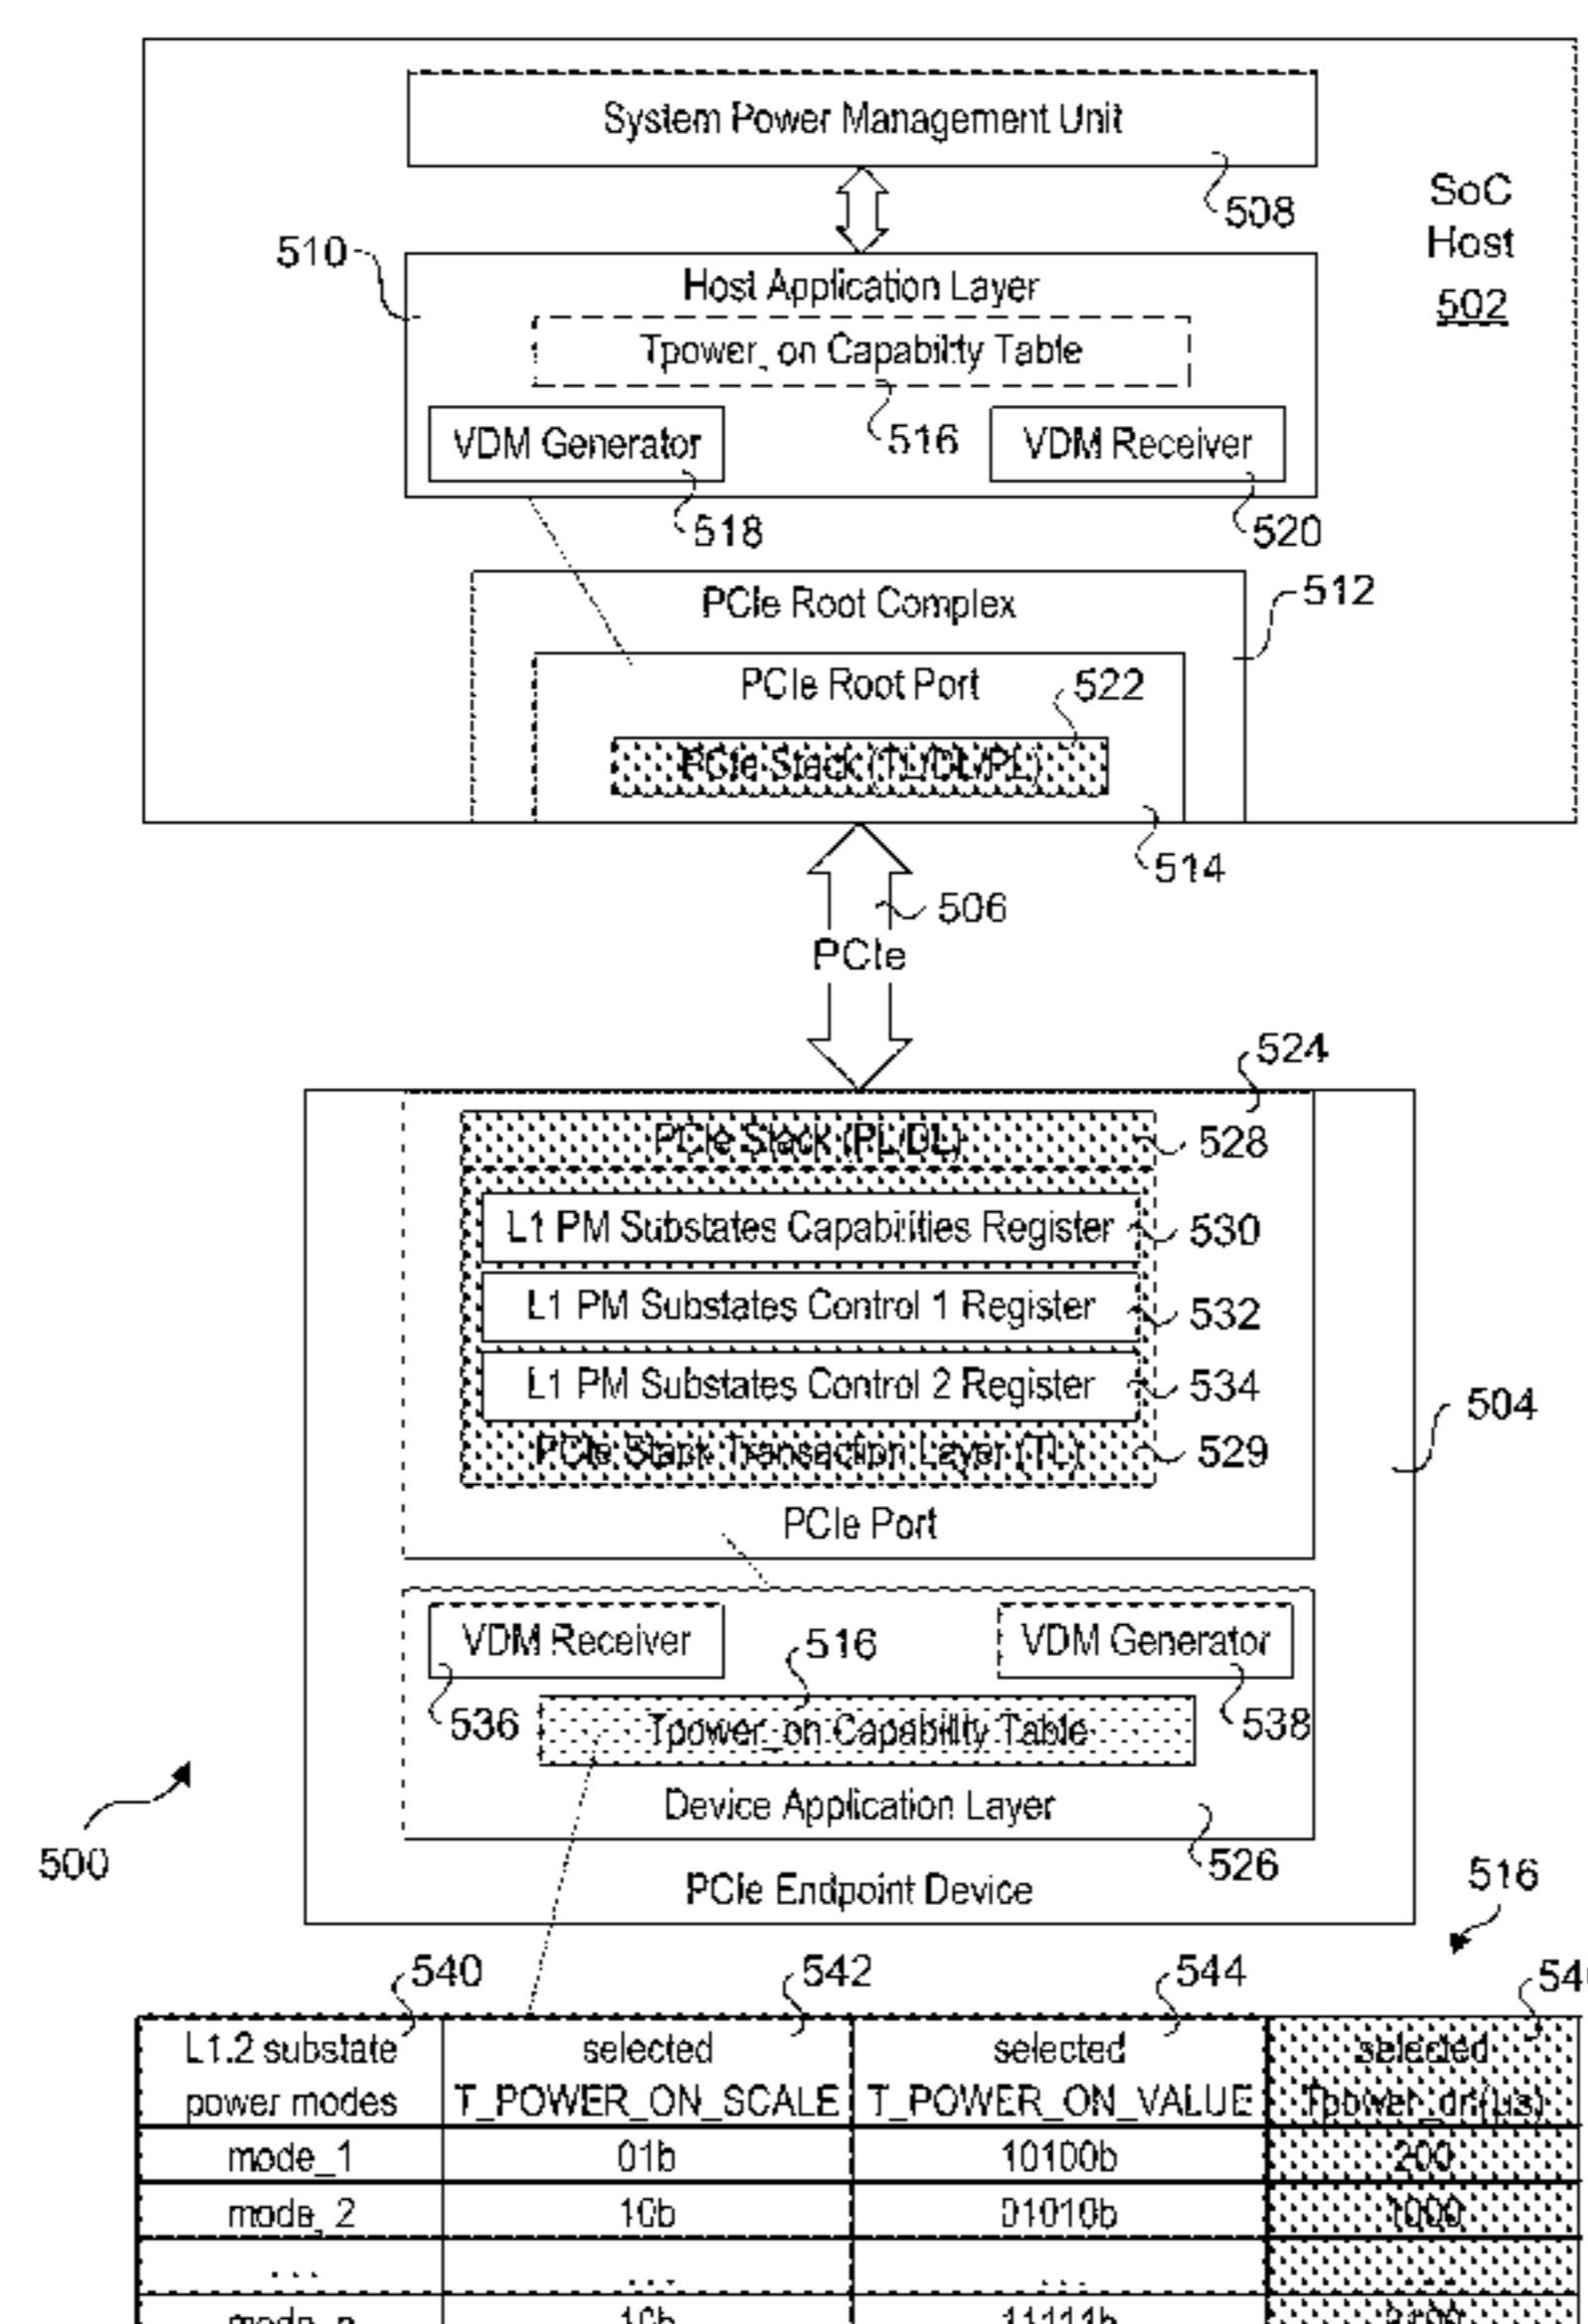 System Power Management Unit
508
SoC
Host
502
510
Host Application Layer
Tpower_on Capability Table
516
VDM Generator
VDM Receiver
518
520
PCIe Root Complex
512
PCIe Root Port
522
PCIe Stack (TL/DL/PL)
514
506
PCIe
524
PCIe Stack (PL/DL)
528
L1 PM Substates Capabilities Register
530
L1 PM Substates Control 1 Register
532
L1 PM Substates Control 2 Register
534
504
PCIe Stack Transaction Layer (TL)
529
PCIe Port
VDM Receiver
516
VDM Generator
536
Tpower_on Capability Table
538
Device Application Layer
500
526
PCIe Endpoint Device
516
540
542
544
L1.2 substate
power modes
selected
T_POWER_ON_SCALE
selected
T_POWER_ON_VALUE
selected
Tpower_on(us)
mode_1 01b 10100b 200
mode_2 10b 01010b 1000
... ... ...
10b 11111b